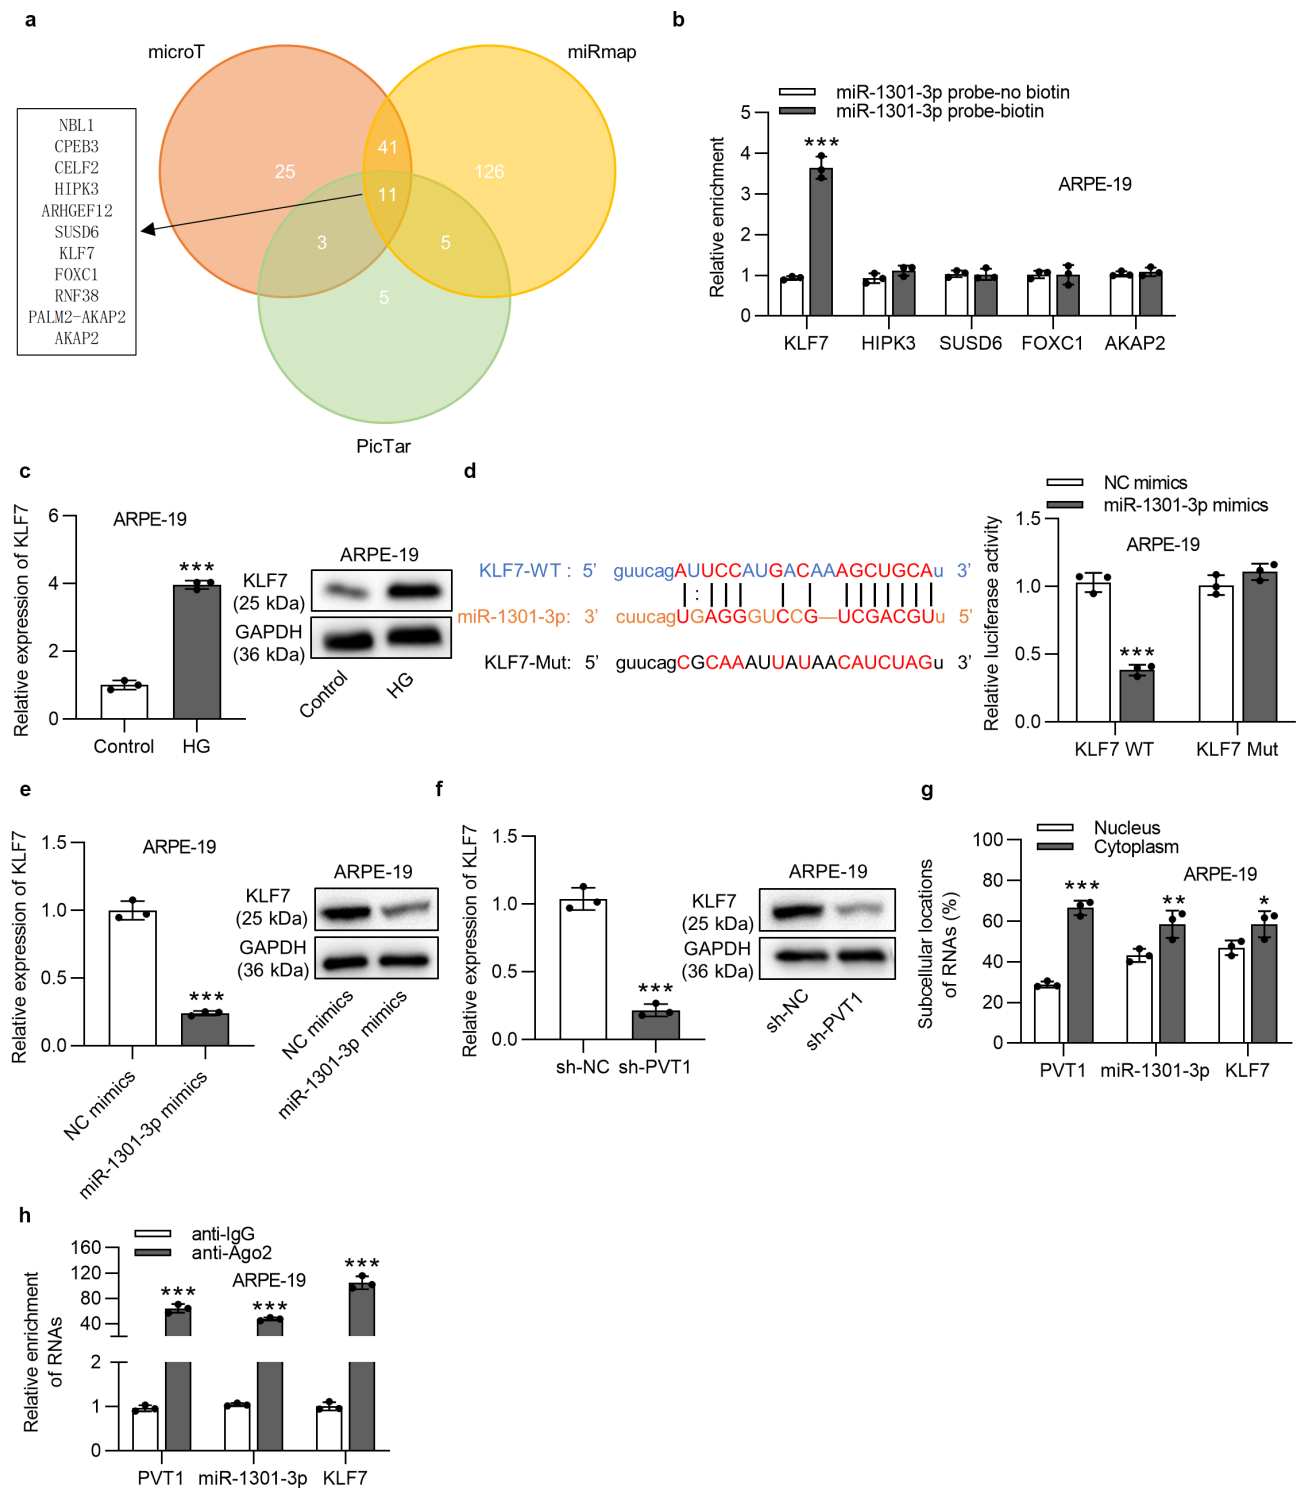 a
microT
miRmap
NBL1
CPEB3
CELF2
HIPK3
ARHGEF12
SUSD6
KLF7
FOXC1
RNF38
PALM2-AKAP2
AKAP2
41
25
126
11
3
5
5
PicTar
b
miR-1301-3p probe-no biotin
miR-1301-3p probe-biotin
Relative enrichment
5
4
3
2
1
0
***
ARPE-19
KLF7 HIPK3 SUSD6 FOXC1 AKAP2
c
Relative expression of KLF7
6
4
2
0
ARPE-19
***
Control HG
ARPE-19
KLF7
(25 kDa)
GAPDH
(36 kDa)
Control HG
d
KLF7-WT : 5’ guucagAUUCCAUGACAAAGCUGCAu 3’
:
miR-1301-3p: 3’ cuucagUGAGGGUCCG—UCGACGUu 5’
KLF7-Mut: 5’ guucagCGCAAAUUAUAACAUCUAGu 3’
NC mimics
miR-1301-3p mimics
Relative luciferase activity
1.5
1.0
0.5
0.0
ARPE-19
***
KLF7 WT KLF7 Mut
e
Relative expression of KLF7
1.5
1.0
0.5
0.0
ARPE-19
***
NC mimics
miR-1301-3p mimics
ARPE-19
KLF7
(25 kDa)
GAPDH
(36 kDa)
NC mimics
miR-1301-3p mimics
f
Relative expression of KLF7
1.5
1.0
0.5
0.0
***
sh-NC sh-PVT1
ARPE-19
KLF7
(25 kDa)
GAPDH
(36 kDa)
sh-NC
sh-PVT1
g
Nucleus
Cytoplasm
Subcellular locations
of RNAs (%)
100
80
60
40
20
0
ARPE-19
*** ** *
PVT1 miR-1301-3p KLF7
h
anti-IgG
anti-Ago2
Relative enrichment
of RNAs
160
120
80
40
2
1
0
ARPE-19
*** *** ***
PVT1 miR-1301-3p KLF7